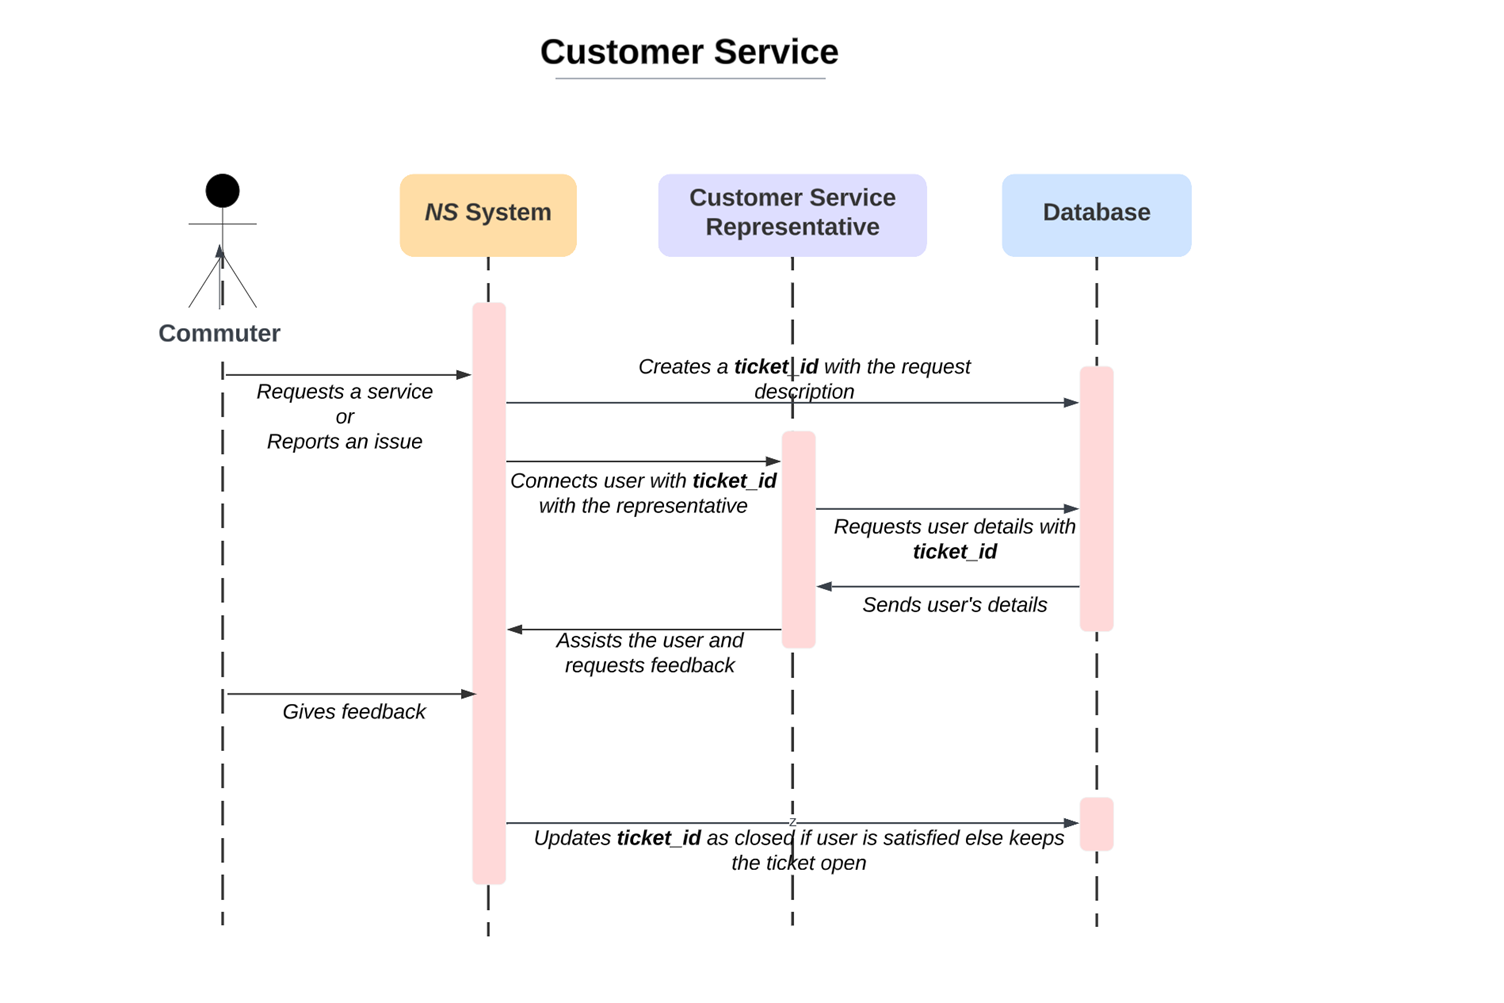 Customer Service
NS System
Customer Service
Representative
Database
Commuter
Requests a service
or
Reports an issue
Creates a ticket_id with the request
description
Connects user with ticket_id
with the representative
Requests user details with
ticket_id
Sends user's details
Assists the user and
requests feedback
Gives feedback
z
Updates ticket_id as closed if user is satisfied else keeps
the ticket open